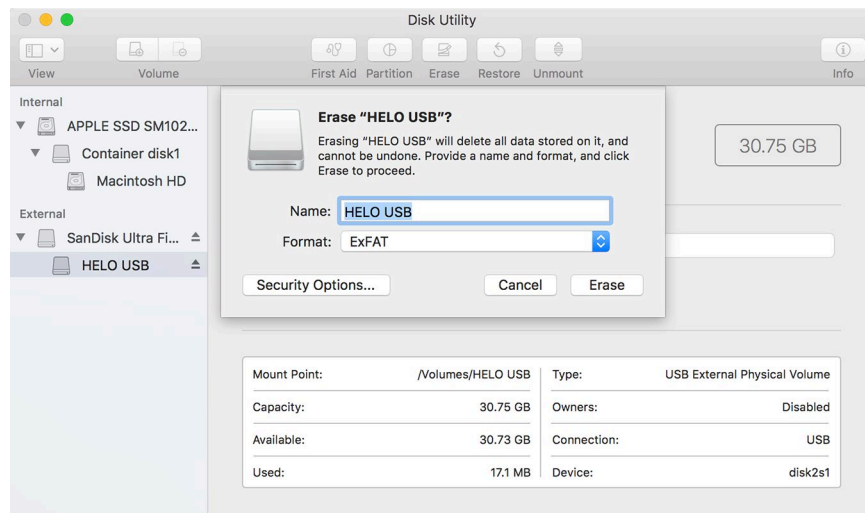 Disk Utility
View
Volume
First Aid Partition Erase Restore Unmount
Info
Internal
APPLE SSD SM102...
Container disk1
Macintosh HD
External
SanDisk Ultra Fi...
HELO USB
Erase “HELO USB”?
Erasing “HELO USB” will delete all data stored on it, and
cannot be undone. Provide a name and format, and click
Erase to proceed.
Name: HELO USB
Format: ExFAT
Security Options... Cancel Erase
30.75 GB
Mount Point: /Volumes/HELO USB Type: USB External Physical Volume
Capacity: 30.75 GB Owners: Disabled
Available: 30.73 GB Connection: USB
Used: 17.1 MB Device: disk2s1